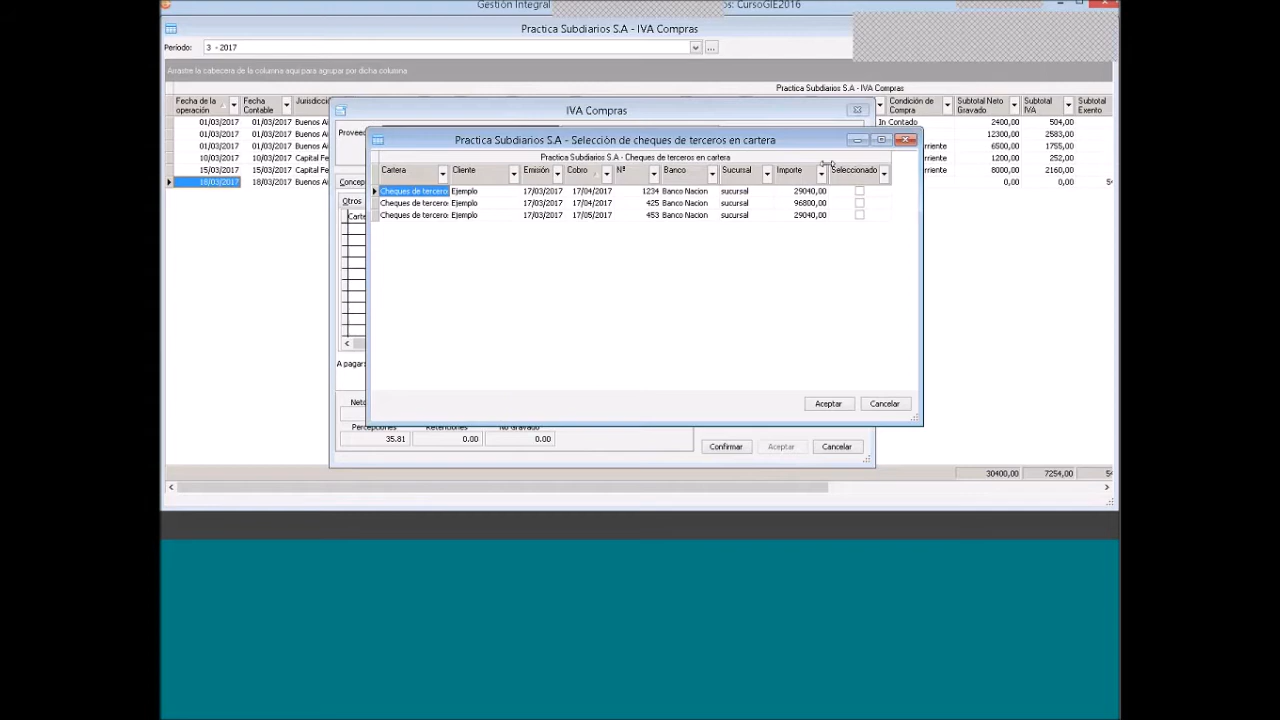 Gestión Integral os: CursoGIE2016
Practica Subdiarios S.A - IVA Compras
Período: 3 - 2017 ...
Arrastre la cabecera de la columna aqui para agrupar por dicha columna
Practica Subdiarios S.A - IVA Compras
Fecha de la operación Fecha Contable Jurisdicci Condición de Compra Subtotal Neto Gravado Subtotal IVA Subtotal Exento
01/03/2017 01/03/2017 Buenos Ai In Contado 2400,00 504,00
01/03/2017 01/03/2017 Buenos Ai 12300,00 2583,00
01/03/2017 01/03/2017 Buenos Ai rriente 6500,00 1755,00
10/03/2017 10/03/2017 Capital Fe rriente 1200,00 252,00
15/03/2017 15/03/2017 Capital Fe rriente 8000,00 2160,00
18/03/2017 18/03/2017 Buenos A 0,00 0,00 54
IVA Compras
Proveed
Concep
Otros
Carte
A pagar:
Neto
Percepciones Retenciones No Gravado
35.81 0.00 0.00
Confirmar Aceptar Cancelar
Practica Subdiarios S.A - Selección de cheques de terceros en cartera
Practica Subdiarios S.A - Cheques de terceros en cartera
Cartera Cliente Emisión Cobro Nº Banco Sucursal Importe Seleccionado
Cheques de terceros Ejemplo 17/03/2017 17/04/2017 1234 Banco Nacion sucursal 29040,00
Cheques de terceros Ejemplo 17/03/2017 17/04/2017 425 Banco Nacion sucursal 96800,00
Cheques de terceros Ejemplo 17/03/2017 17/05/2017 453 Banco Nacion sucursal 29040,00
Aceptar Cancelar
30400,00 7254,00 54